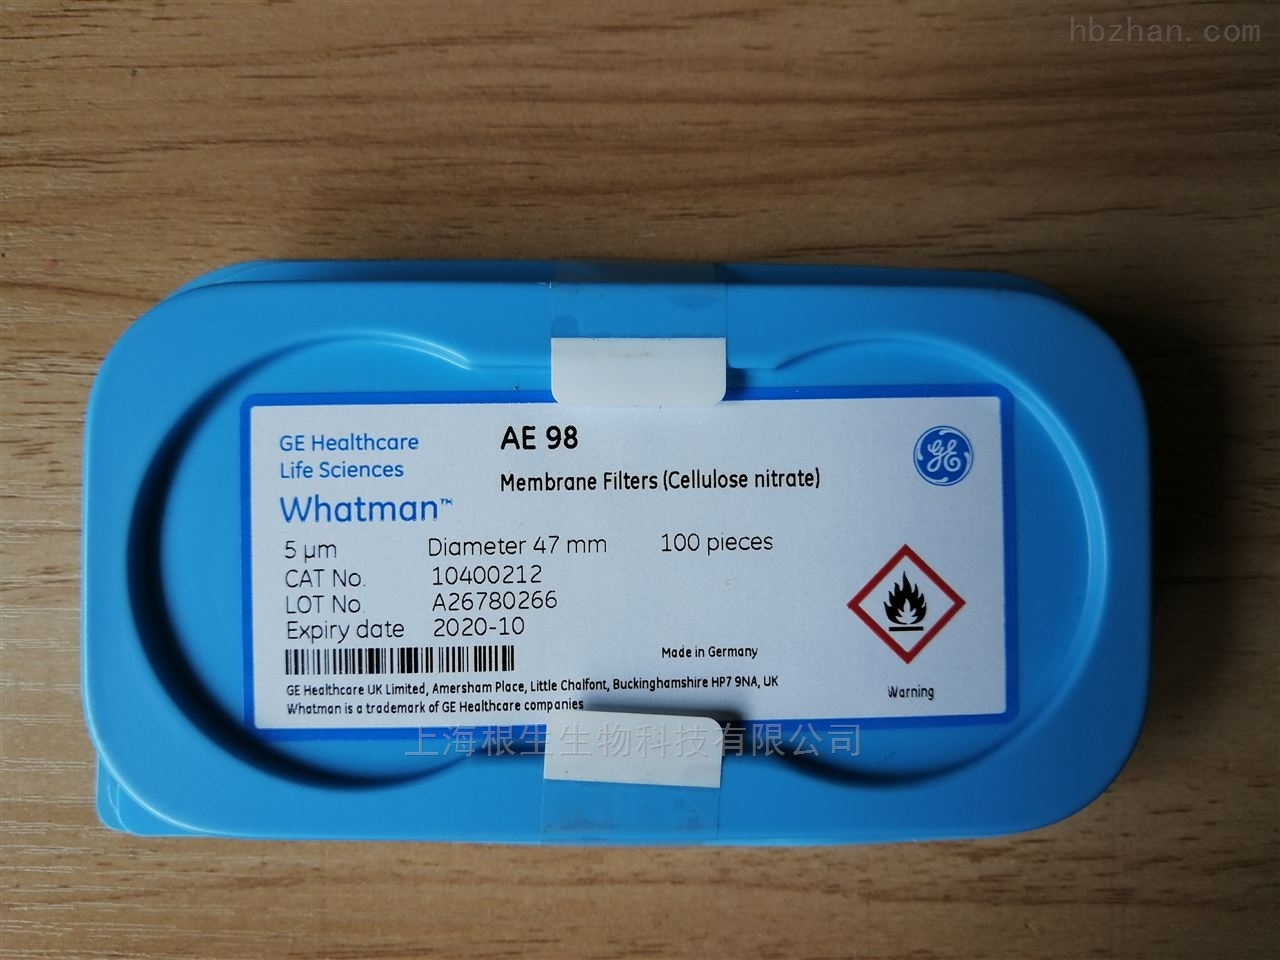 hbzhan.com
GE Healthcare
Life Sciences
Whatman™
AE 98
Membrane Filters (Cellulose nitrate)
GE
5 µm Diameter 47 mm 100 pieces
CAT No. 10400212
LOT No. A26780266
Expiry date 2020-10
Made in Germany
Warning
GE Healthcare UK Limited, Amersham Place, Little Chalfont, Buckinghamshire HP7 9NA, UK
Whatman is a trademark of GE Healthcare companies
上海根生生物科技有限公司